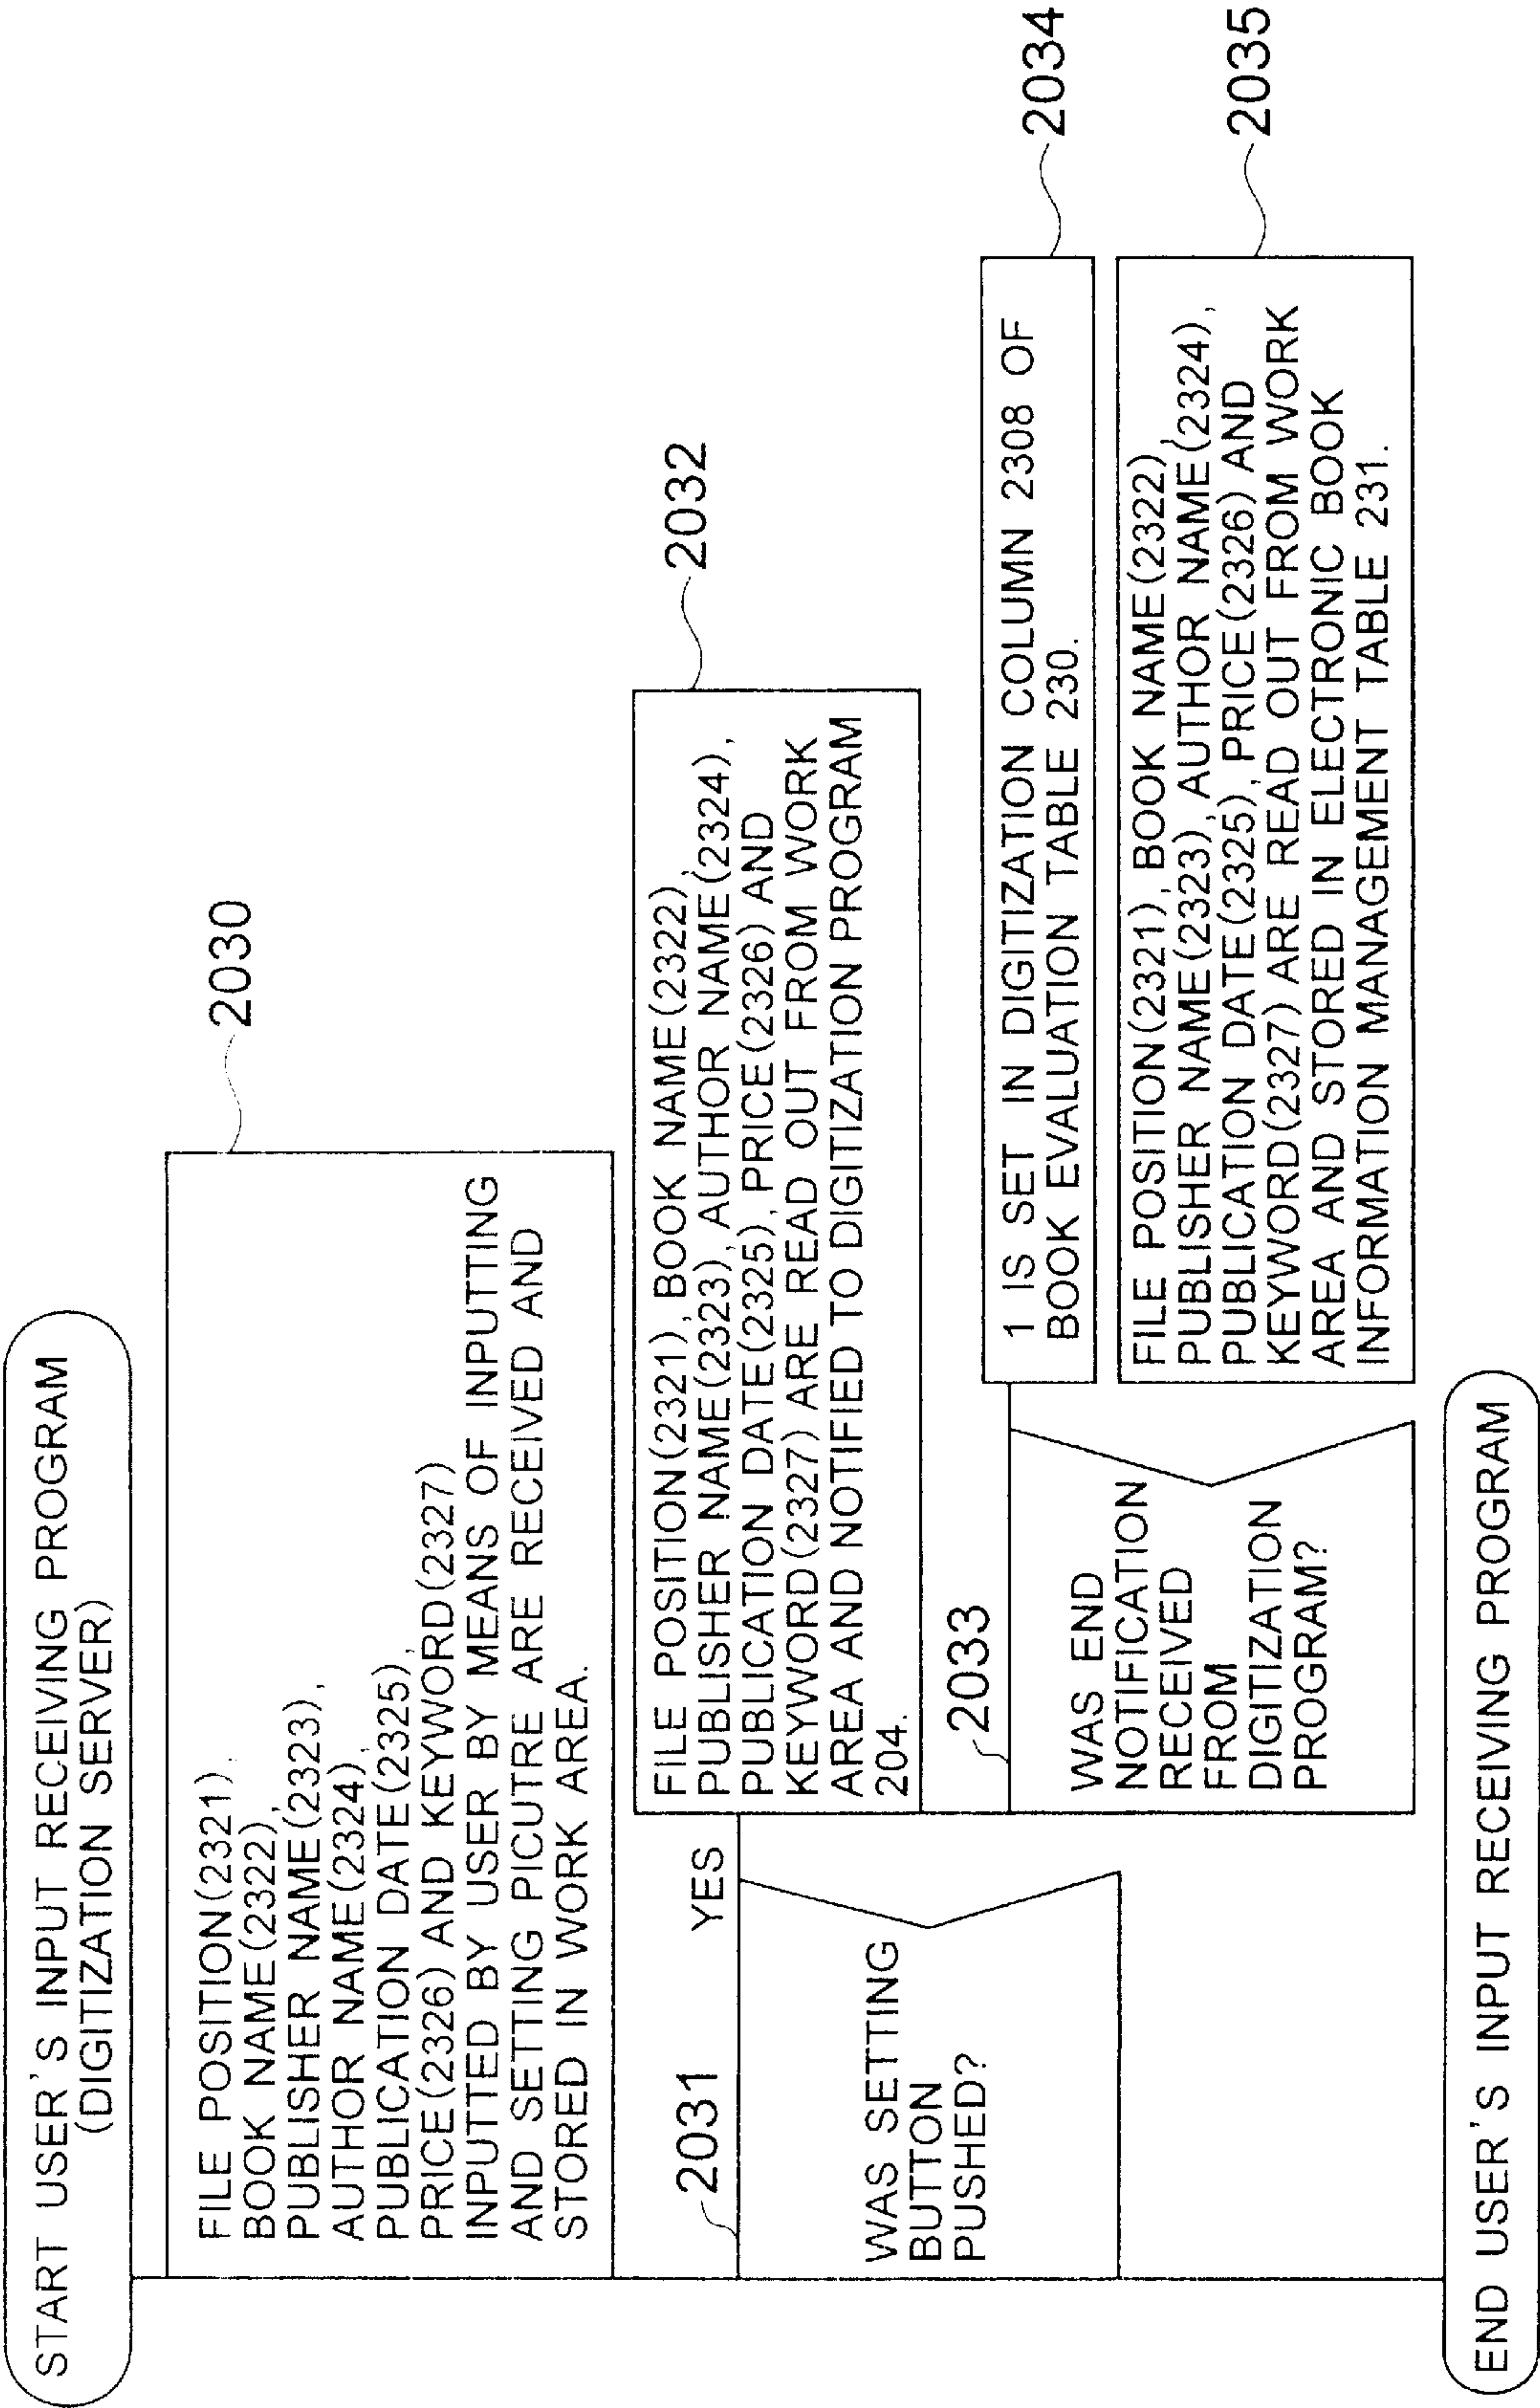 START USER'S INPUT RECEIVING PROGRAM
(DIGITIZATION SERVER)
2030
FILE POSITION(2321),
BOOK NAME(2322),
PUBLISHER NAME(2323),
AUTHOR NAME(2324),
PUBLICATION DATE(2325),
PRICE(2326) AND KEYWORD(2327)
INPUTTED BY USER BY MEANS OF INPUTTING
AND SETTING PICUTRE ARE RECEIVED AND
STORED IN WORK AREA.
2031
YES
WAS SETTING
BUTTON
PUSHED?
2032
FILE POSITION(2321), BOOK NAME(2322),
PUBLISHER NAME(2323), AUTHOR NAME(2324),
PUBLICATION DATE(2325), PRICE(2326) AND
KEYWORD(2327) ARE READ OUT FROM WORK
AREA AND NOTIFIED TO DIGITIZATION PROGRAM
204.
2033
WAS END
NOTIFICATION
RECEIVED
FROM
DIGITIZATION
PROGRAM?
2034
1 IS SET IN DIGITIZATION COLUMN 2308 OF
BOOK EVALUATION TABLE 230.
2035
FILE POSITION(2321), BOOK NAME(2322),
PUBLISHER NAME(2323), AUTHOR NAME(2324),
PUBLICATION DATE(2325), PRICE(2326) AND
KEYWORD(2327) ARE READ OUT FROM WORK
AREA AND STORED IN ELECTRONIC BOOK
INFORMATION MANAGEMENT TABLE 231.
END USER'S INPUT RECEIVING PROGRAM